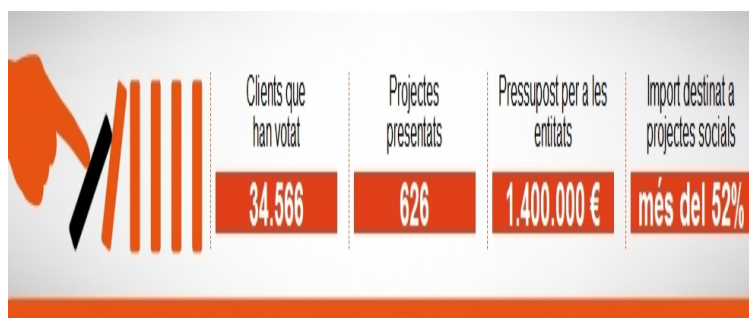 Clients que
han votat
34.566
Projectes
presentats
626
Pressupost per a les
entitats
1.400.000 €
Import destinat a
projectes socials
més del 52%